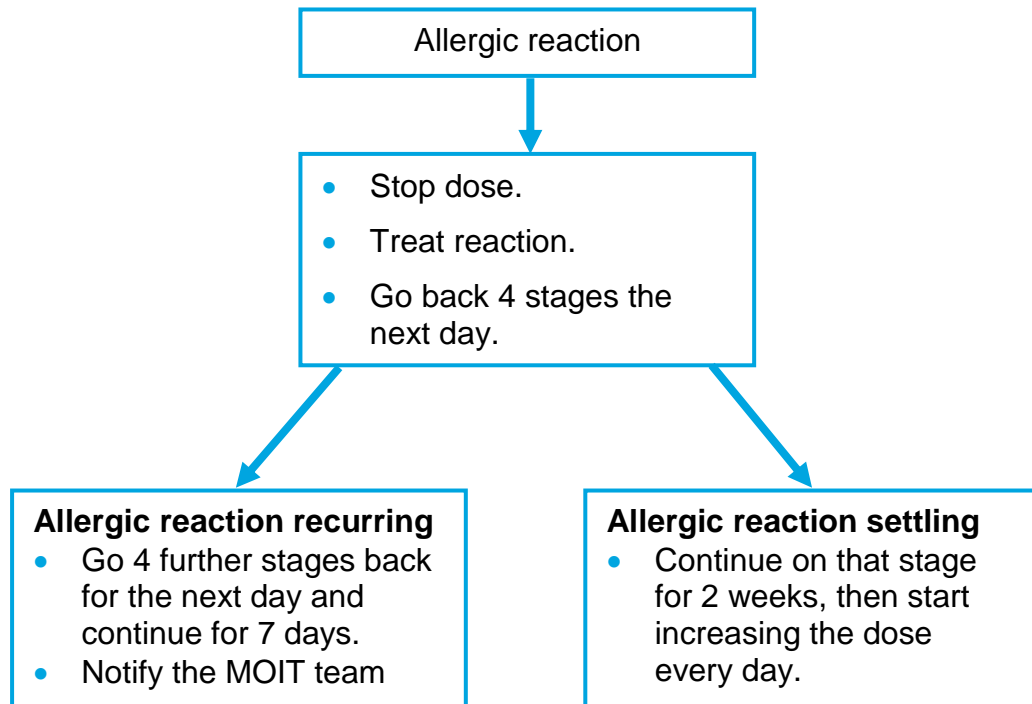 Allergic reaction
• Stop dose.
• Treat reaction.
• Go back 4 stages the
next day.
Allergic reaction recurring
• Go 4 further stages back
for the next day and
continue for 7 days.
• Notify the MOIT team
Allergic reaction settling
• Continue on that stage
for 2 weeks, then start
increasing the dose
every day.